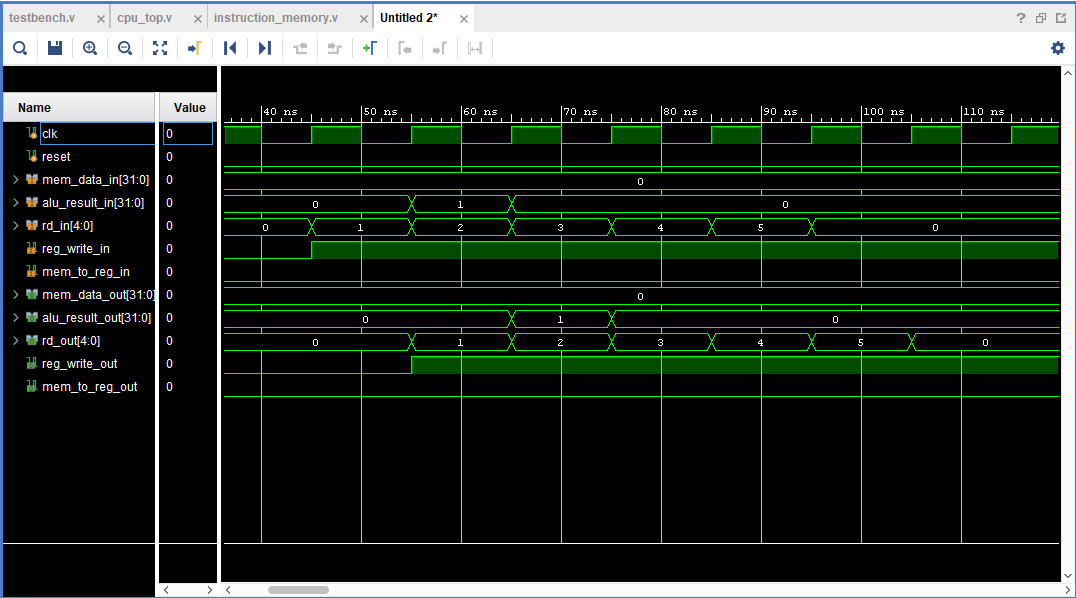 testbench.v × cpu_top.v × instruction_memory.v × Untitled 2* × ?
Name Value
40 ns 50 ns 60 ns 70 ns 80 ns 90 ns 100 ns 110 ns
clk 0
reset 0
mem_data_in[31:0] 0 0
alu_result_in[31:0] 0 0 1 0
rd_in[4:0] 0 0 1 2 3 4 5 0
reg_write_in 0
mem_to_reg_in 0
mem_data_out[31:0] 0 0
alu_result_out[31:0] 0 0 1 0
rd_out[4:0] 0 0 1 2 3 4 5 0
reg_write_out 0
mem_to_reg_out 0